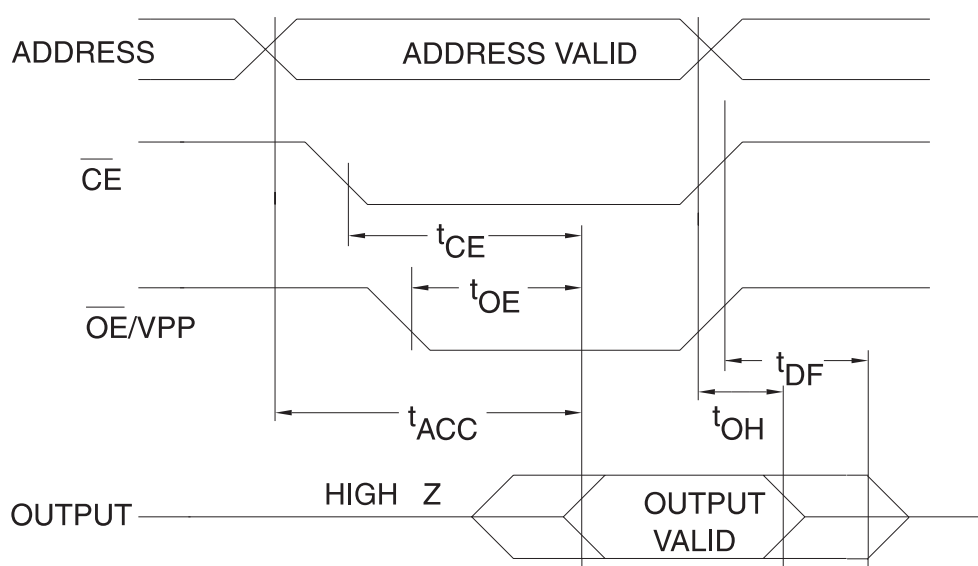 ADDRESS
ADDRESS VALID
CE
tCE
tOE
OE/VPP
tDF
tACC
tOH
HIGH Z
OUTPUT
OUTPUT
VALID